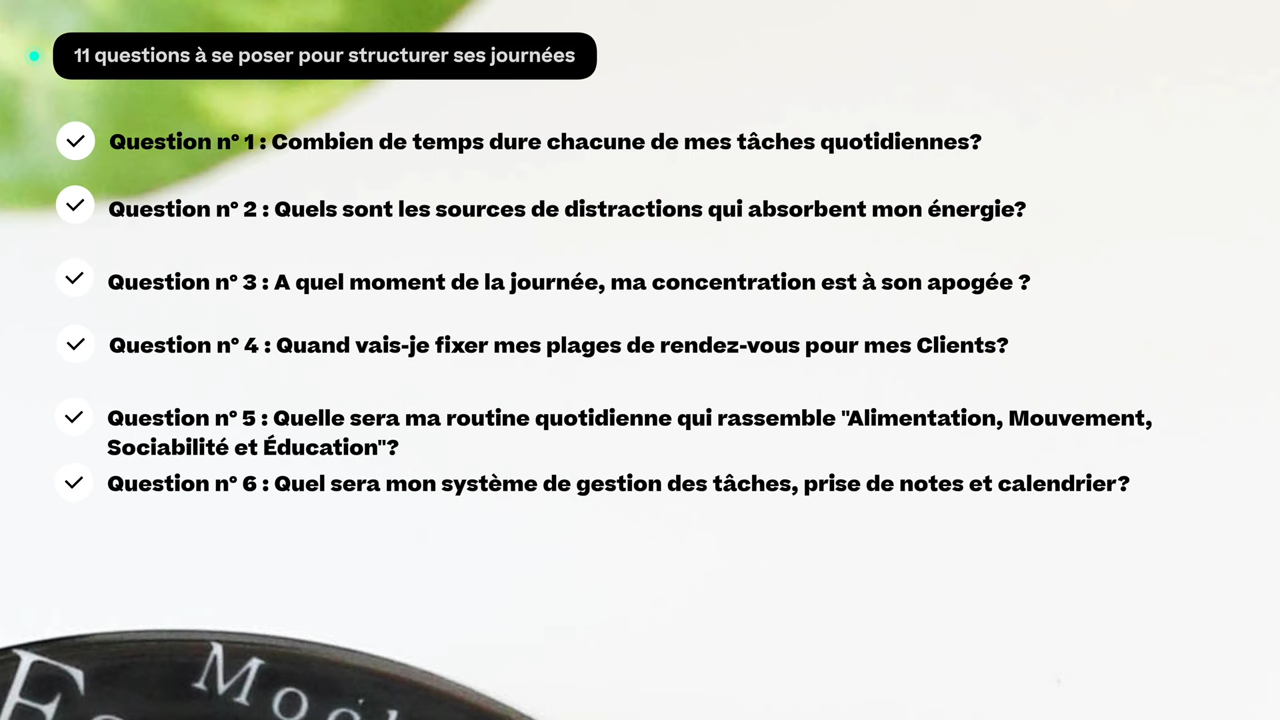 11 questions à se poser pour structurer ses journées
Question n° 1 : Combien de temps dure chacune de mes tâches quotidiennes?
Question n° 2 : Quels sont les sources de distractions qui absorbent mon énergie?
Question n° 3 : A quel moment de la journée, ma concentration est à son apogée ?
Question n° 4 : Quand vais-je fixer mes plages de rendez-vous pour mes Clients?
Question n° 5 : Quelle sera ma routine quotidienne qui rassemble "Alimentation, Mouvement,
Sociabilité et Éducation"?
Question n° 6 : Quel sera mon système de gestion des tâches, prise de notes et calendrier?